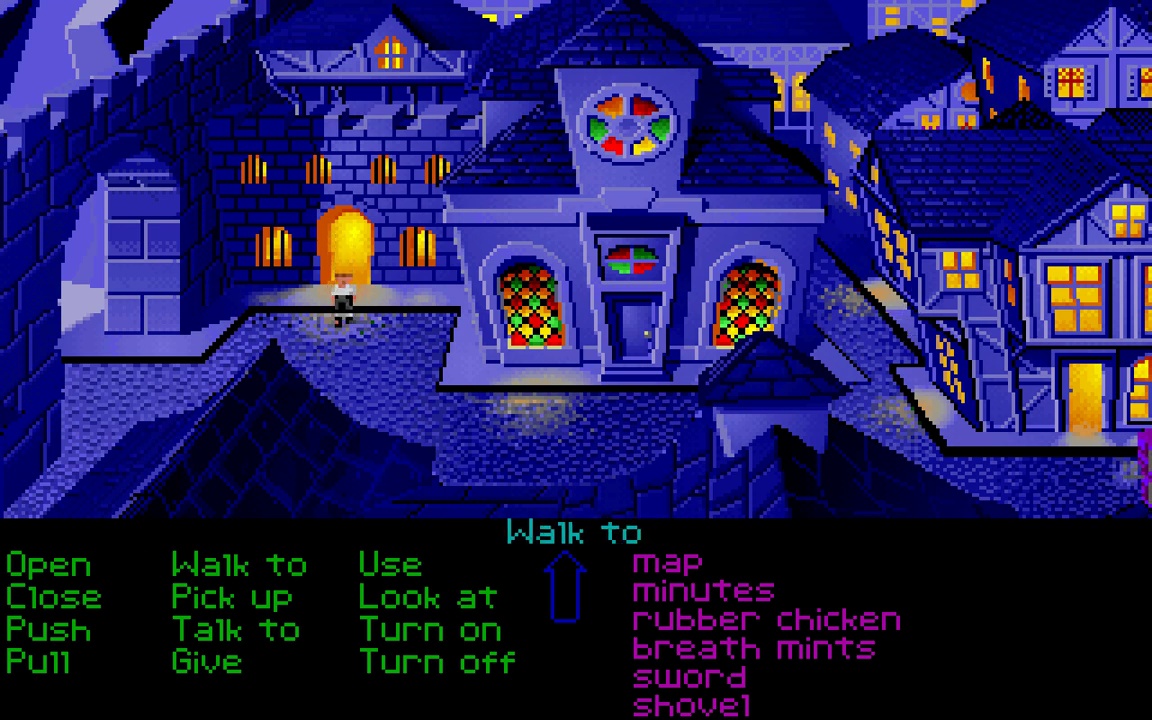 Walk to
Open Walk to Use
Close Pick up Look at
Push Talk to Turn on
Pull Give Turn off
map
minutes
rubber chicken
breath mints
sword
shovel